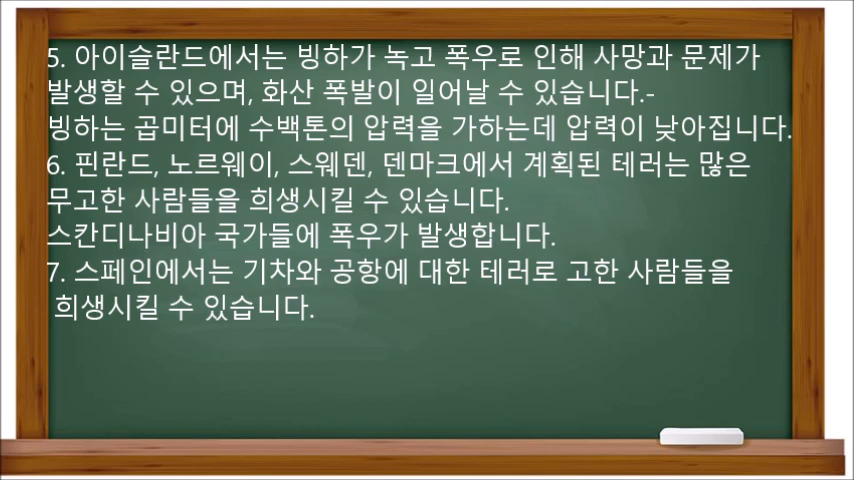 5. 아이슬란드에서는 빙하가 녹고 폭우로 인해 사망과 문제가
발생할 수 있으며, 화산 폭발이 일어날 수 있습니다.-
빙하는 곱미터에 수백톤의 압력을 가하는데 압력이 낮아집니다.
6. 핀란드, 노르웨이, 스웨덴, 덴마크에서 계획된 테러는 많은
무고한 사람들을 희생시킬 수 있습니다.
스칸디나비아 국가들에 폭우가 발생합니다.
7. 스페인에서는 기차와 공항에 대한 테러로 고한 사람들을
희생시킬 수 있습니다.